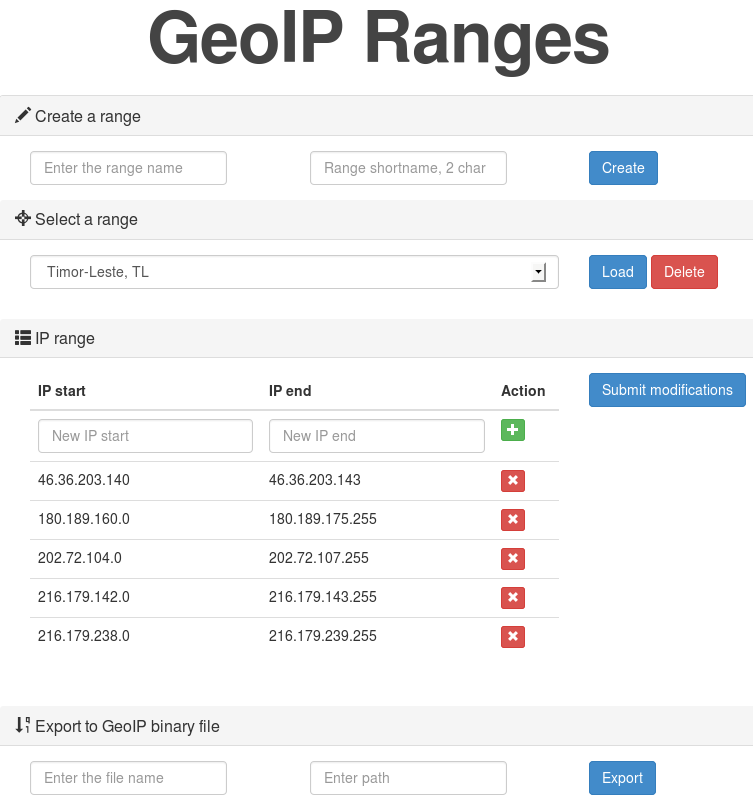 GeoIP Ranges
Create a range
Enter the range name Range shortname, 2 char Create
Select a range
Timor-Leste, TL Load Delete
IP range
IP start IP end Action Submit modifications
New IP start New IP end
46.36.203.140 46.36.203.143
180.189.160.0 180.189.175.255
202.72.104.0 202.72.107.255
216.179.142.0 216.179.143.255
216.179.238.0 216.179.239.255
Export to GeoIP binary file
Enter the file name Enter path Export